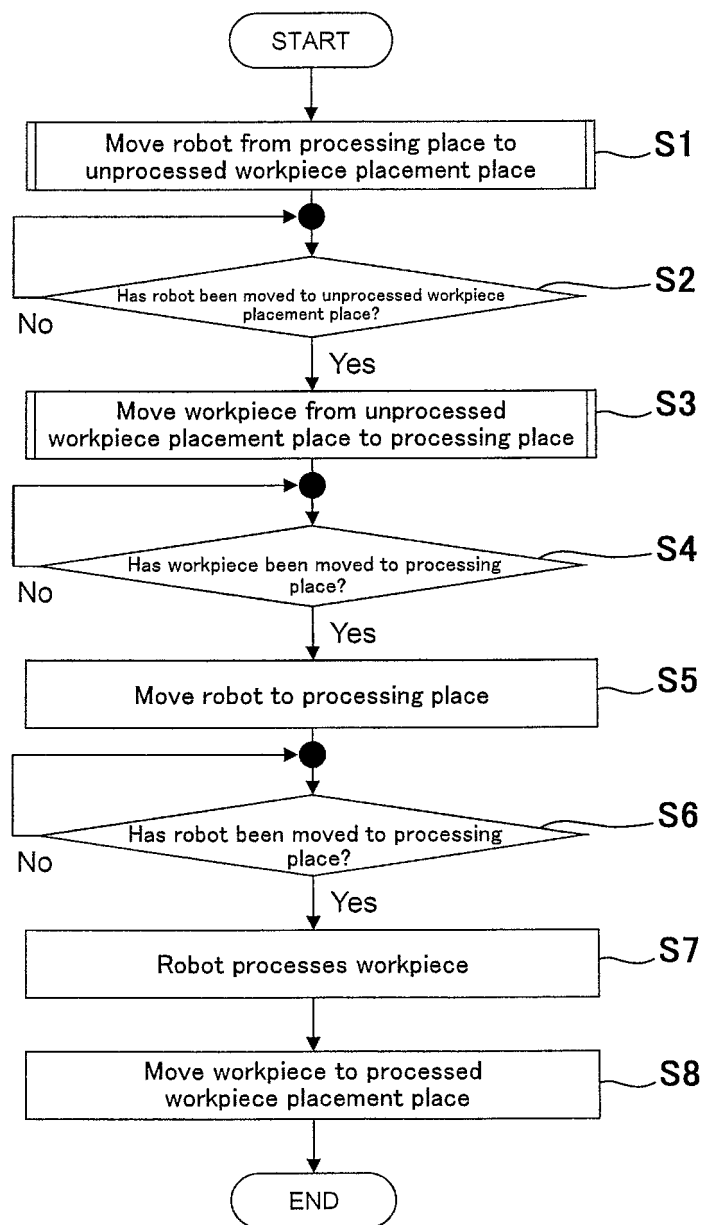 START
Move robot from processing place to
unprocessed workpiece placement place
S1
Has robot been moved to unprocessed workpiece
placement place?
S2
No
Yes
Move workpiece from unprocessed
workpiece placement place to processing place
S3
Has workpiece been moved to processing
place?
S4
No
Yes
Move robot to processing place
S5
Has robot been moved to processing
place?
S6
No
Yes
Robot processes workpiece
S7
Move workpiece to processed
workpiece placement place
S8
END